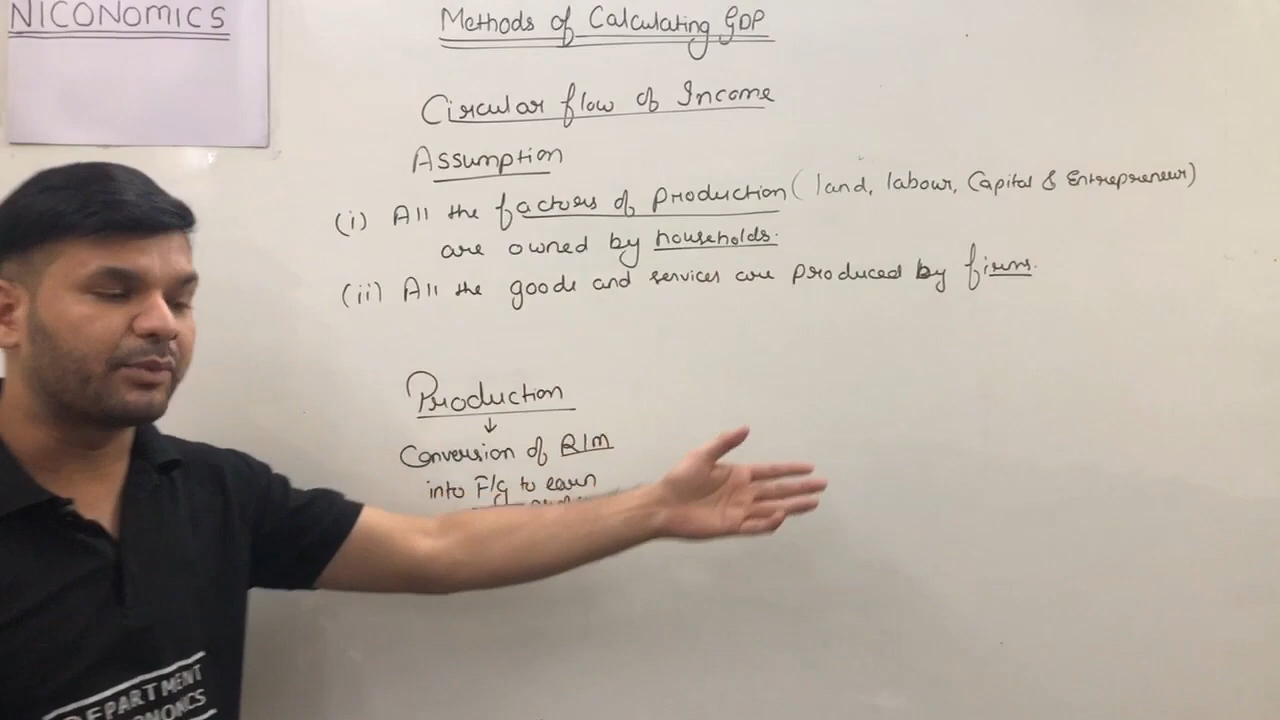 NICONOMICS
Methods of Calculating GDP
Circular flow of Income
Assumption
(i) All the factors of production (land, labour, Capital & Entrepreneur)
are owned by households.
(ii) All the goods and services are produced by firms.
Production
↓
Conversion of R/M
into F/G to earn
DEPARTMENT